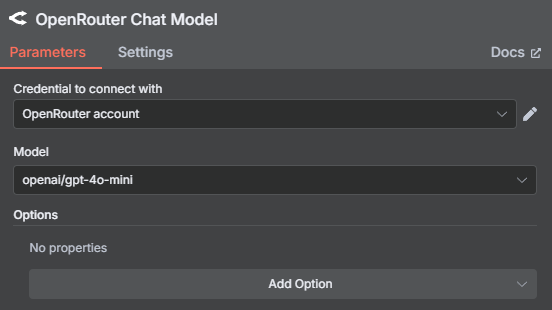 OpenRouter Chat Model
Parameters Settings Docs
Credential to connect with
OpenRouter account
Model
openai/gpt-4o-mini
Options
No properties
Add Option